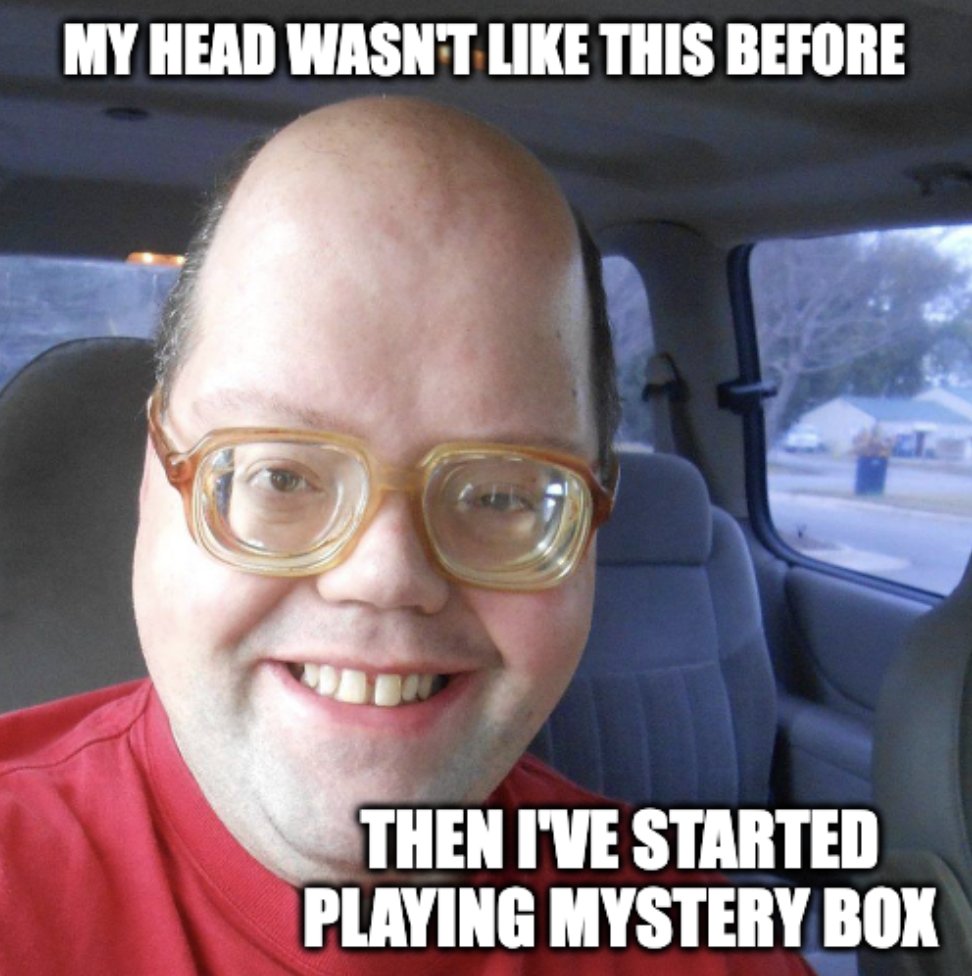 MY HEAD WASN'T LIKE THIS BEFORE
THEN I'VE STARTED
PLAYING MYSTERY BOX